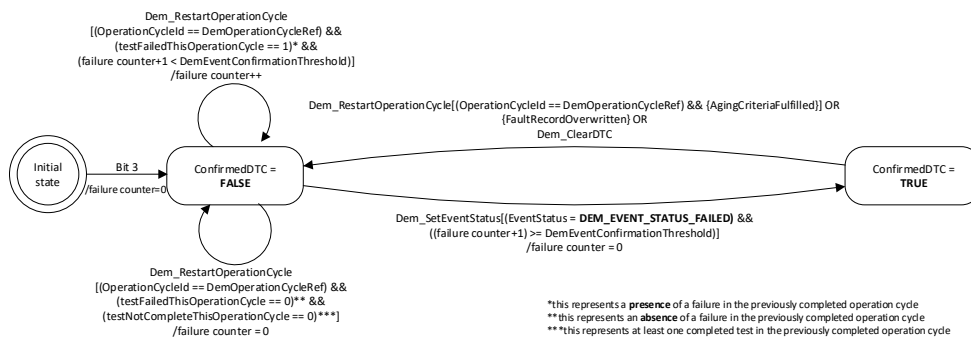 Dem_RestartOperationCycle
[(OperationCycleId == DemOperationCycleRef) &&
(testFailedThisOperationCycle == 1)* &&
(failure counter+1 < DemEventConfirmationThreshold)]
/failure counter++
Dem_RestartOperationCycle[(OperationCycleId == DemOperationCycleRef) && {AgingCriteriaFulfilled}] OR
{FaultRecordOverwritten} OR
Dem_ClearDTC
Initial
state
Bit 3
/failure counter=0
ConfirmedDTC =
FALSE
ConfirmedDTC =
TRUE
Dem_SetEventStatus[(EventStatus = DEM_EVENT_STATUS_FAILED) &&
((failure counter+1) >= DemEventConfirmationThreshold)]
/failure counter = 0
Dem_RestartOperationCycle
[(OperationCycleId == DemOperationCycleRef) &&
(testFailedThisOperationCycle == 0)** &&
(testNotCompleteThisOperationCycle == 0)***]
/failure counter = 0
*this represents a presence of a failure in the previously completed operation cycle
**this represents an absence of a failure in the previously completed operation cycle
***this represents at least one completed test in the previously completed operation cycle